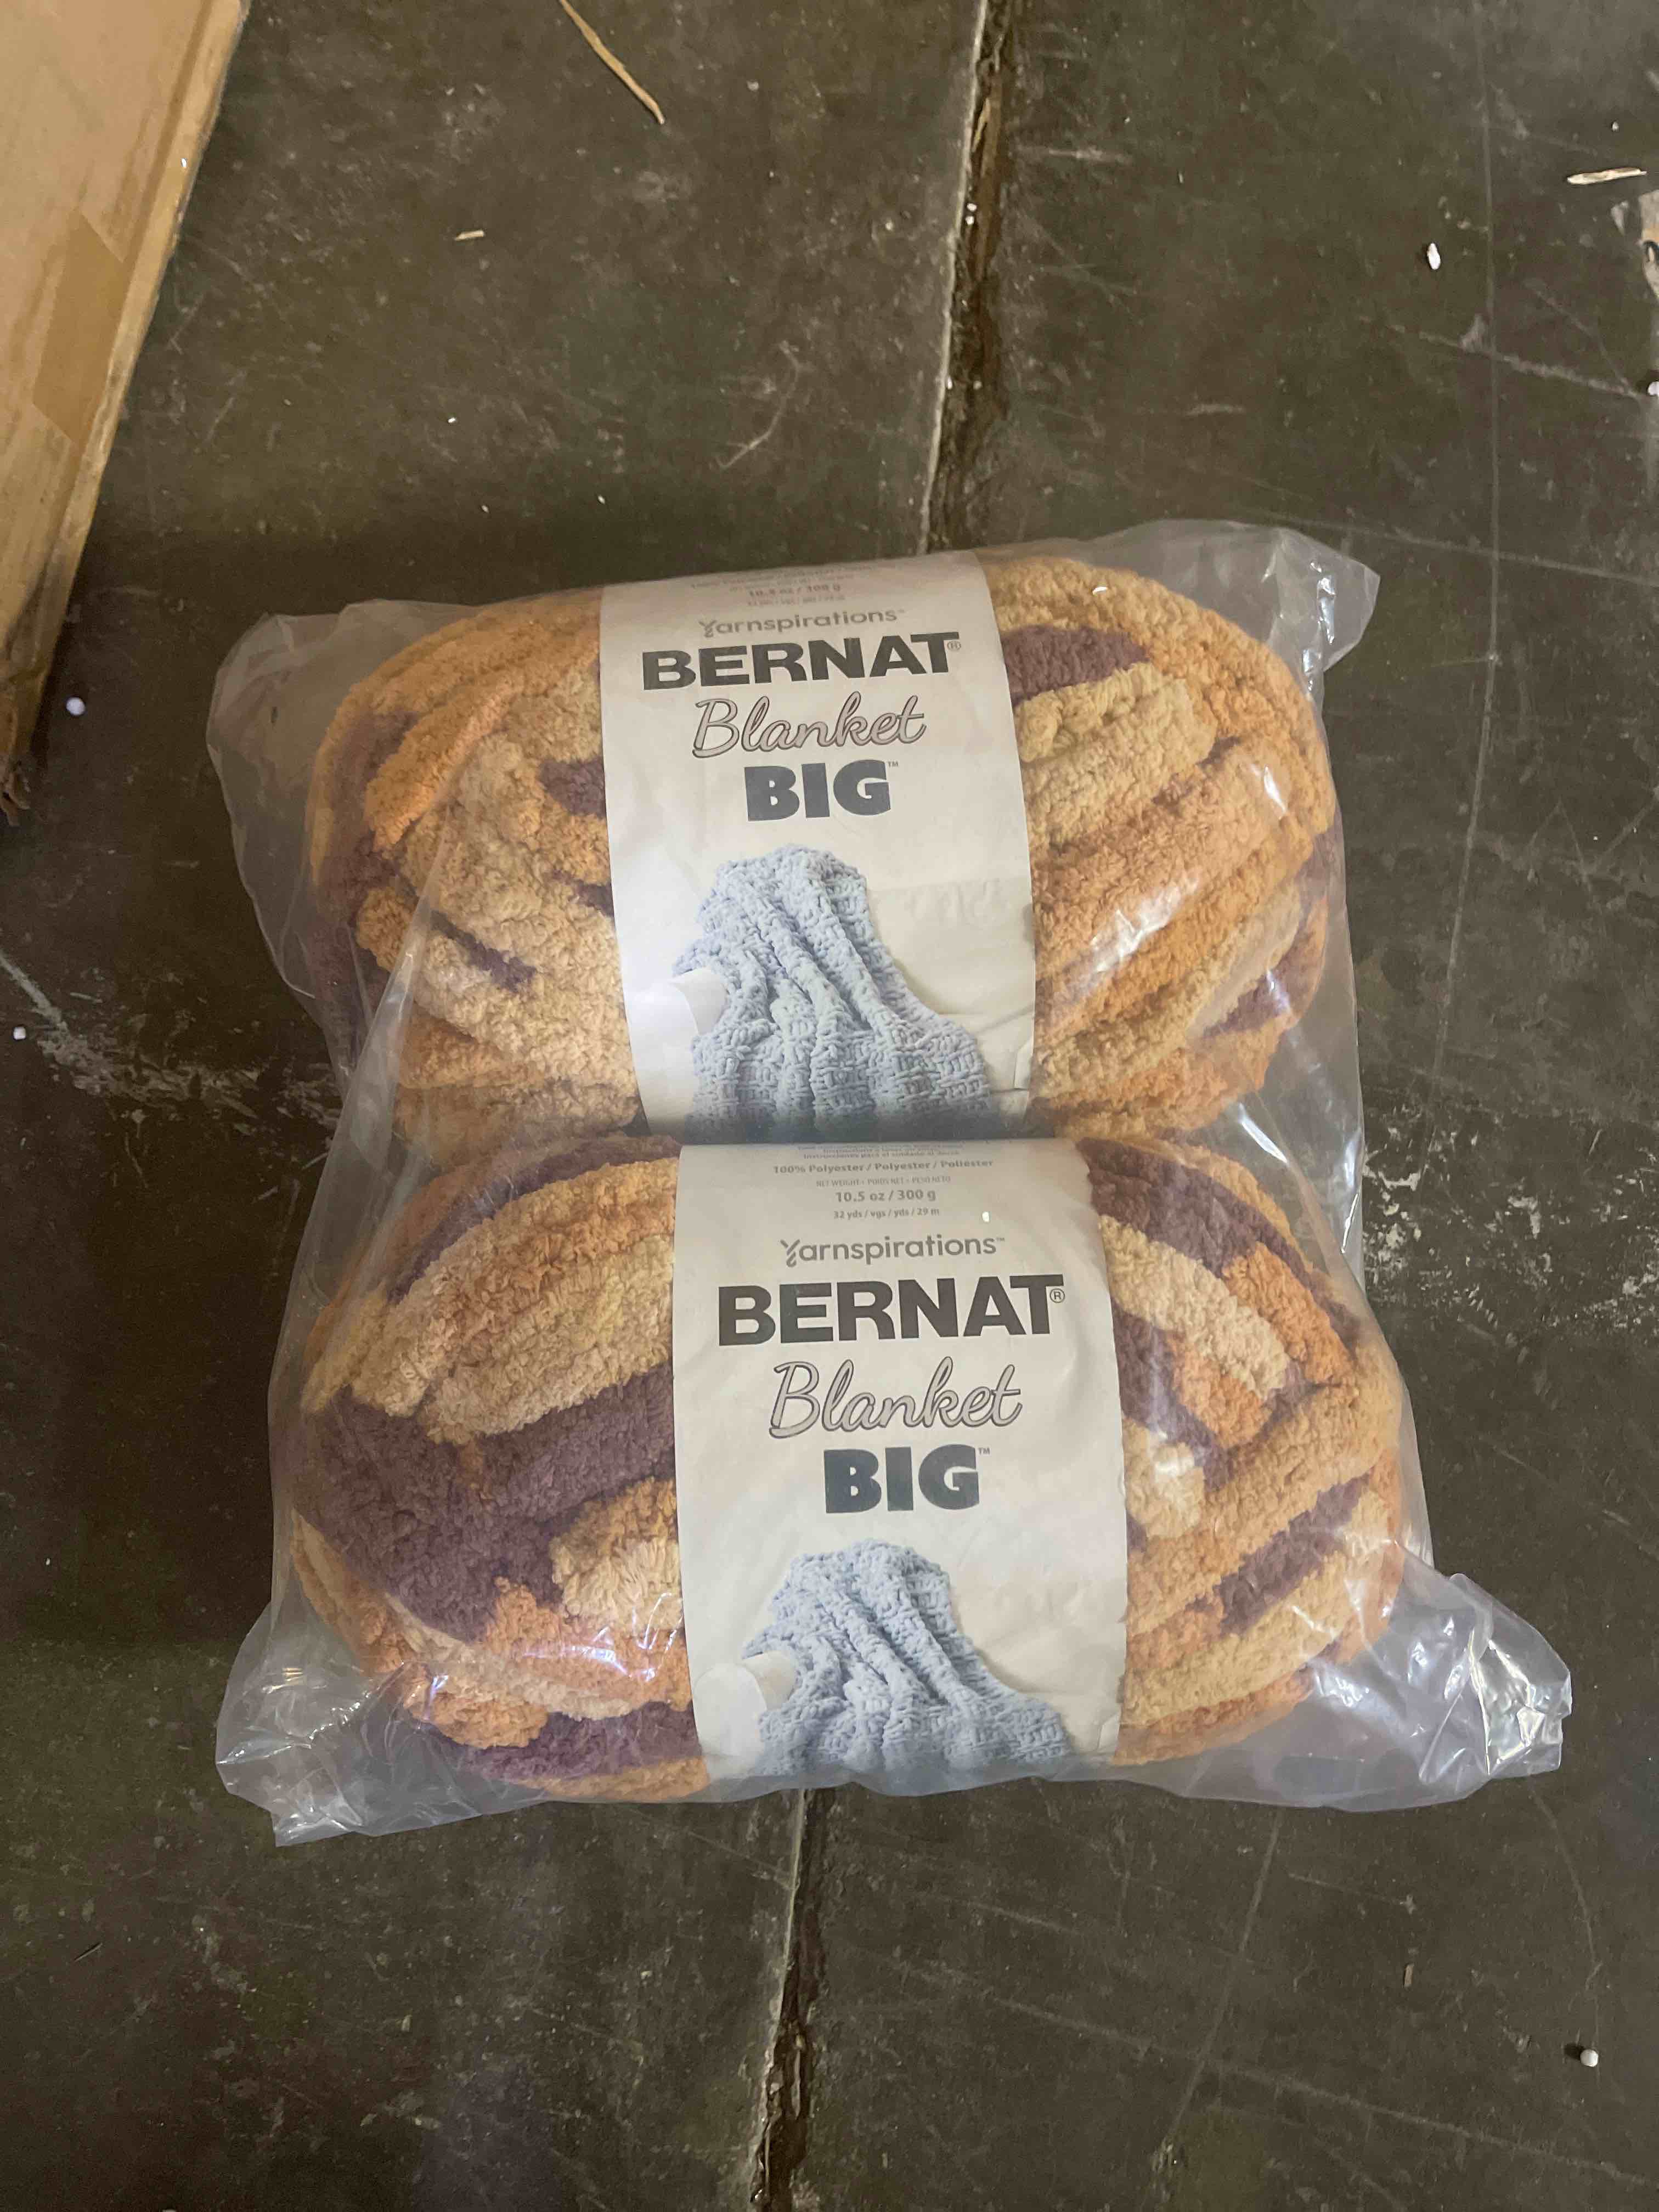 10.5 oz / 300 g
Yarnspirations™
BERNAT®
Blanket
BIG™
100% Polyester / Polyester / Poliéster
NET WEIGHT • POIDS NET • PESO NETO
10.5 oz / 300 g
32 yds / vgs / yds / 29 m
Yarnspirations™
BERNAT®
Blanket
BIG™